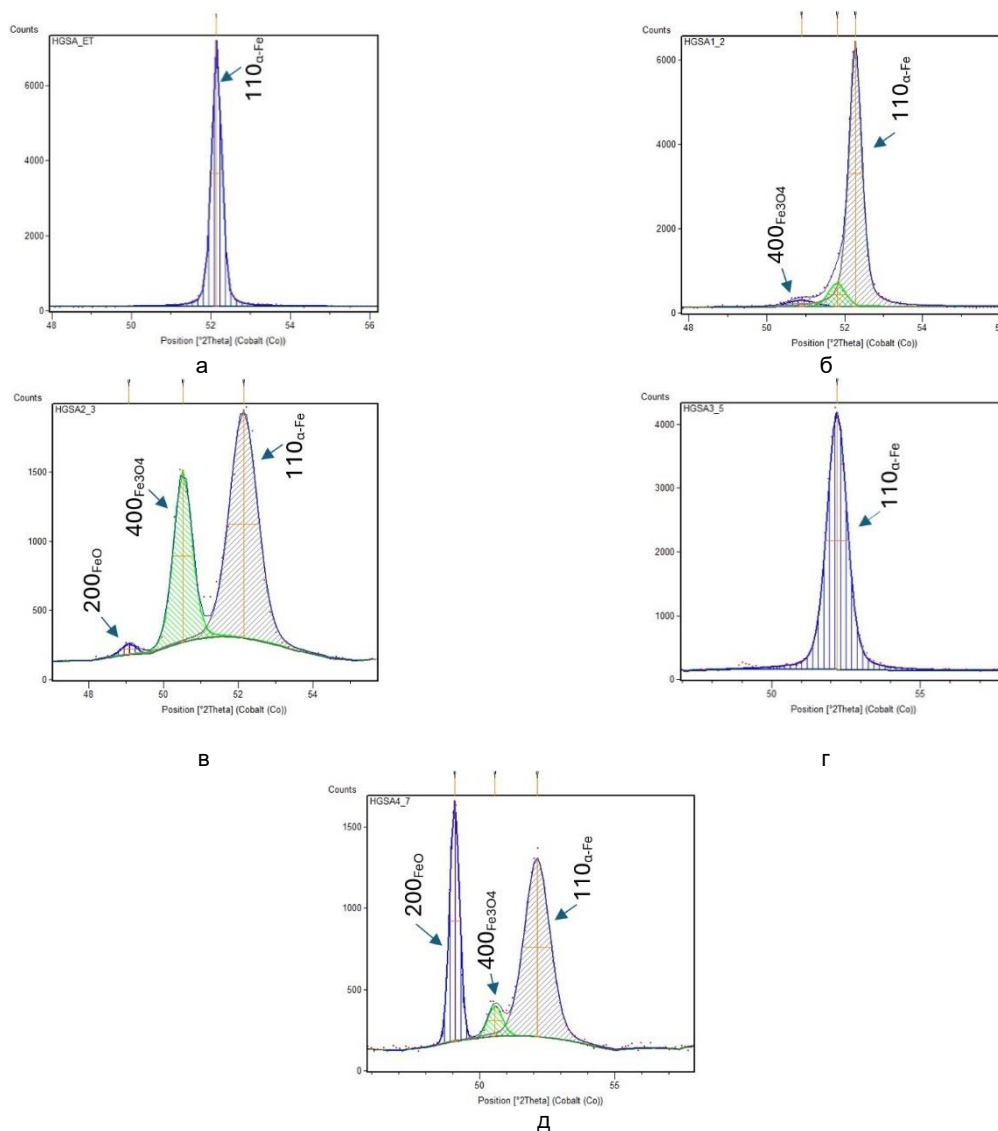 Counts
HGSA_ET
110α-Fe
6000
4000
2000
0
48 50 52 54 56
Position [°2Theta] (Cobalt (Co))
а
Counts
HGSA1_2
110α-Fe
400Fe3O4
6000
4000
2000
0
48 50 52 54
Position [°2Theta] (Cobalt (Co))
б
Counts
HGSA2_3
110α-Fe
400Fe3O4
200FeO
1500
1000
500
0
48 50 52 54
Position [°2Theta] (Cobalt (Co))
в
Counts
HGSA3_5
110α-Fe
4000
3000
2000
1000
0
50 55
Position [°2Theta] (Cobalt (Co))
г
Counts
HGSA4_7
200FeO
400Fe3O4
110α-Fe
1500
1000
500
0
50 55
Position [°2Theta] (Cobalt (Co))
д